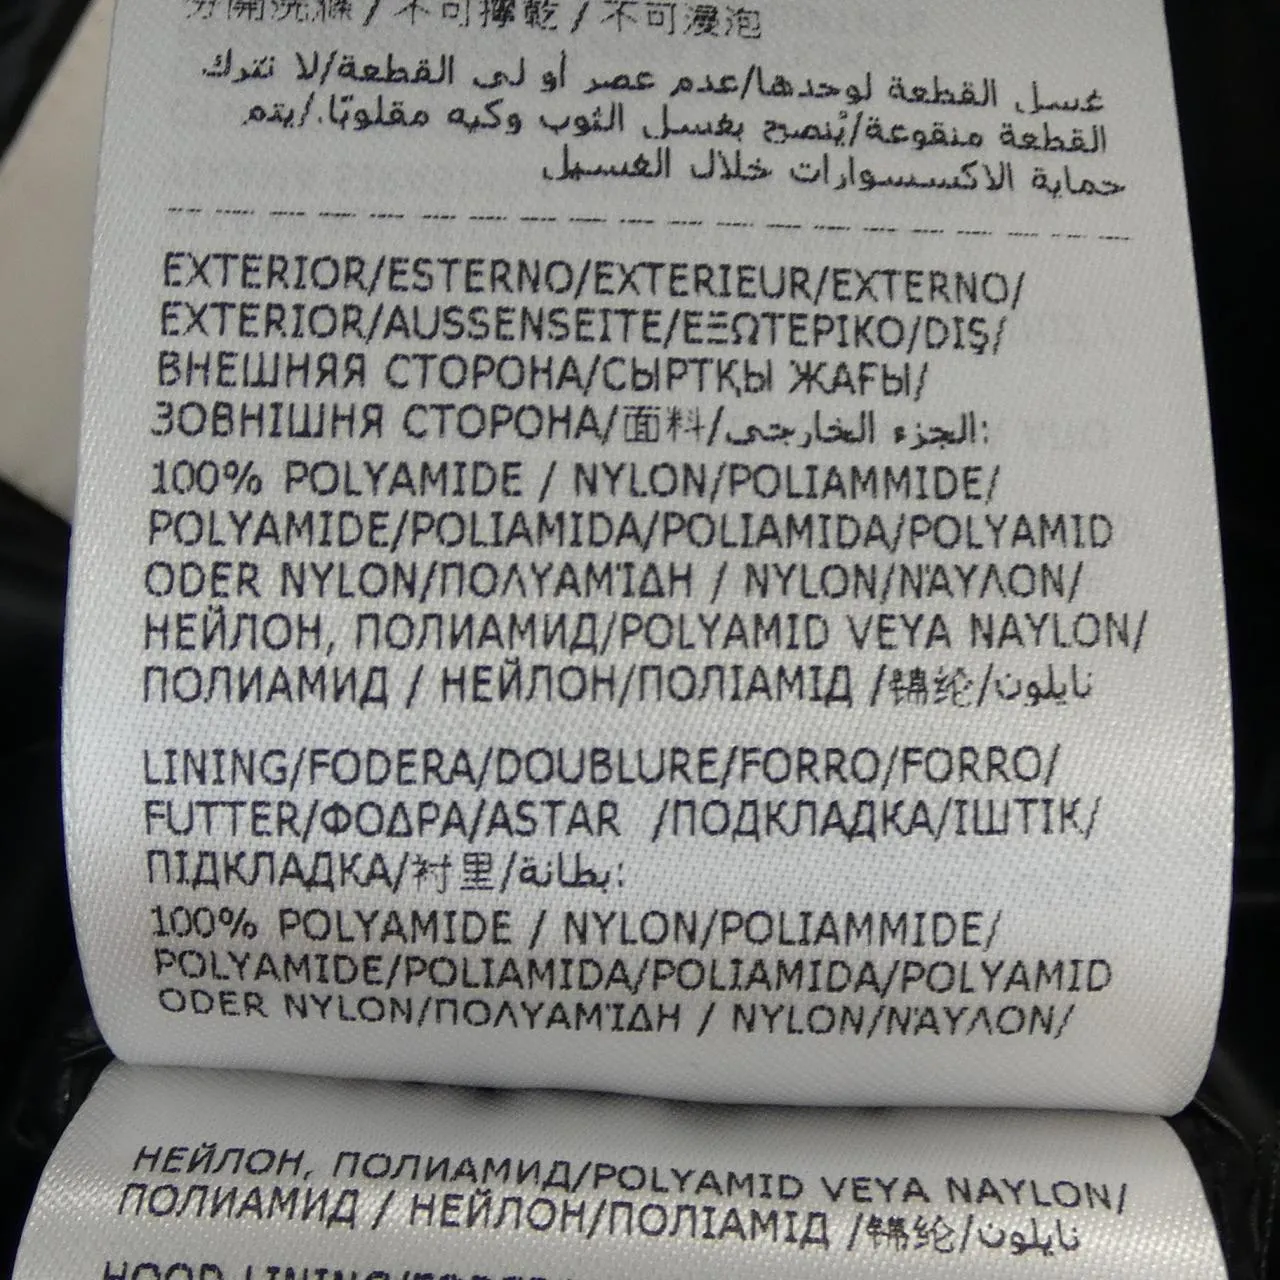 分開洗滌 / 不可擰乾 / 不可浸泡
غسل القطعة لوحدها/عدم عصر أو لى القطعة/لا تترك
القطعة منقوعة/يُنصح بغسل الثوب وكيه مقلوبًا./يتم
حماية الاكسسوارات خلال الغسيل
EXTERIOR/ESTERNO/EXTERIEUR/EXTERNO/
EXTERIOR/AUSSENSEITE/ΕΞΩΤΕΡΙΚΟ/DIŞ/
ВНЕШНЯЯ СТОРОНА/СЫРТҚЫ ЖАҒЫ/
ЗОВНІШНЯ СТОРОНА/面料/الجزء الخارجى:
100% POLYAMIDE / NYLON/POLIAMMIDE/
POLYAMIDE/POLIAMIDA/POLIAMIDA/POLYAMID
ODER NYLON/ΠΟΛΥΑΜΊΔΗ / NYLON/ΝΆΥΛΟΝ/
НЕЙЛОН, ПОЛИАМИД/POLYAMID VEYA NAYLON/
ПОЛИАМИД / НЕЙЛОН/ПОЛІАМІД /锦纶/نايلون
LINING/FODERA/DOUBLURE/FORRO/FORRO/
FUTTER/ΦΟΔΡΑ/ASTAR /ПОДКЛАДКА/ІШТІК/
ПІДКЛАДКА/衬里/بطانة:
100% POLYAMIDE / NYLON/POLIAMMIDE/
POLYAMIDE/POLIAMIDA/POLIAMIDA/POLYAMID
ODER NYLON/ΠΟΛΥΑΜΊΔΗ / NYLON/ΝΆΥΛΟΝ/
НЕЙЛОН, ПОЛИАМИД/POLYAMID VEYA NAYLON/
ПОЛИАМИД / НЕЙЛОН/ПОЛІАМІД /锦纶/نايلون
HOOD LINING/FODERA